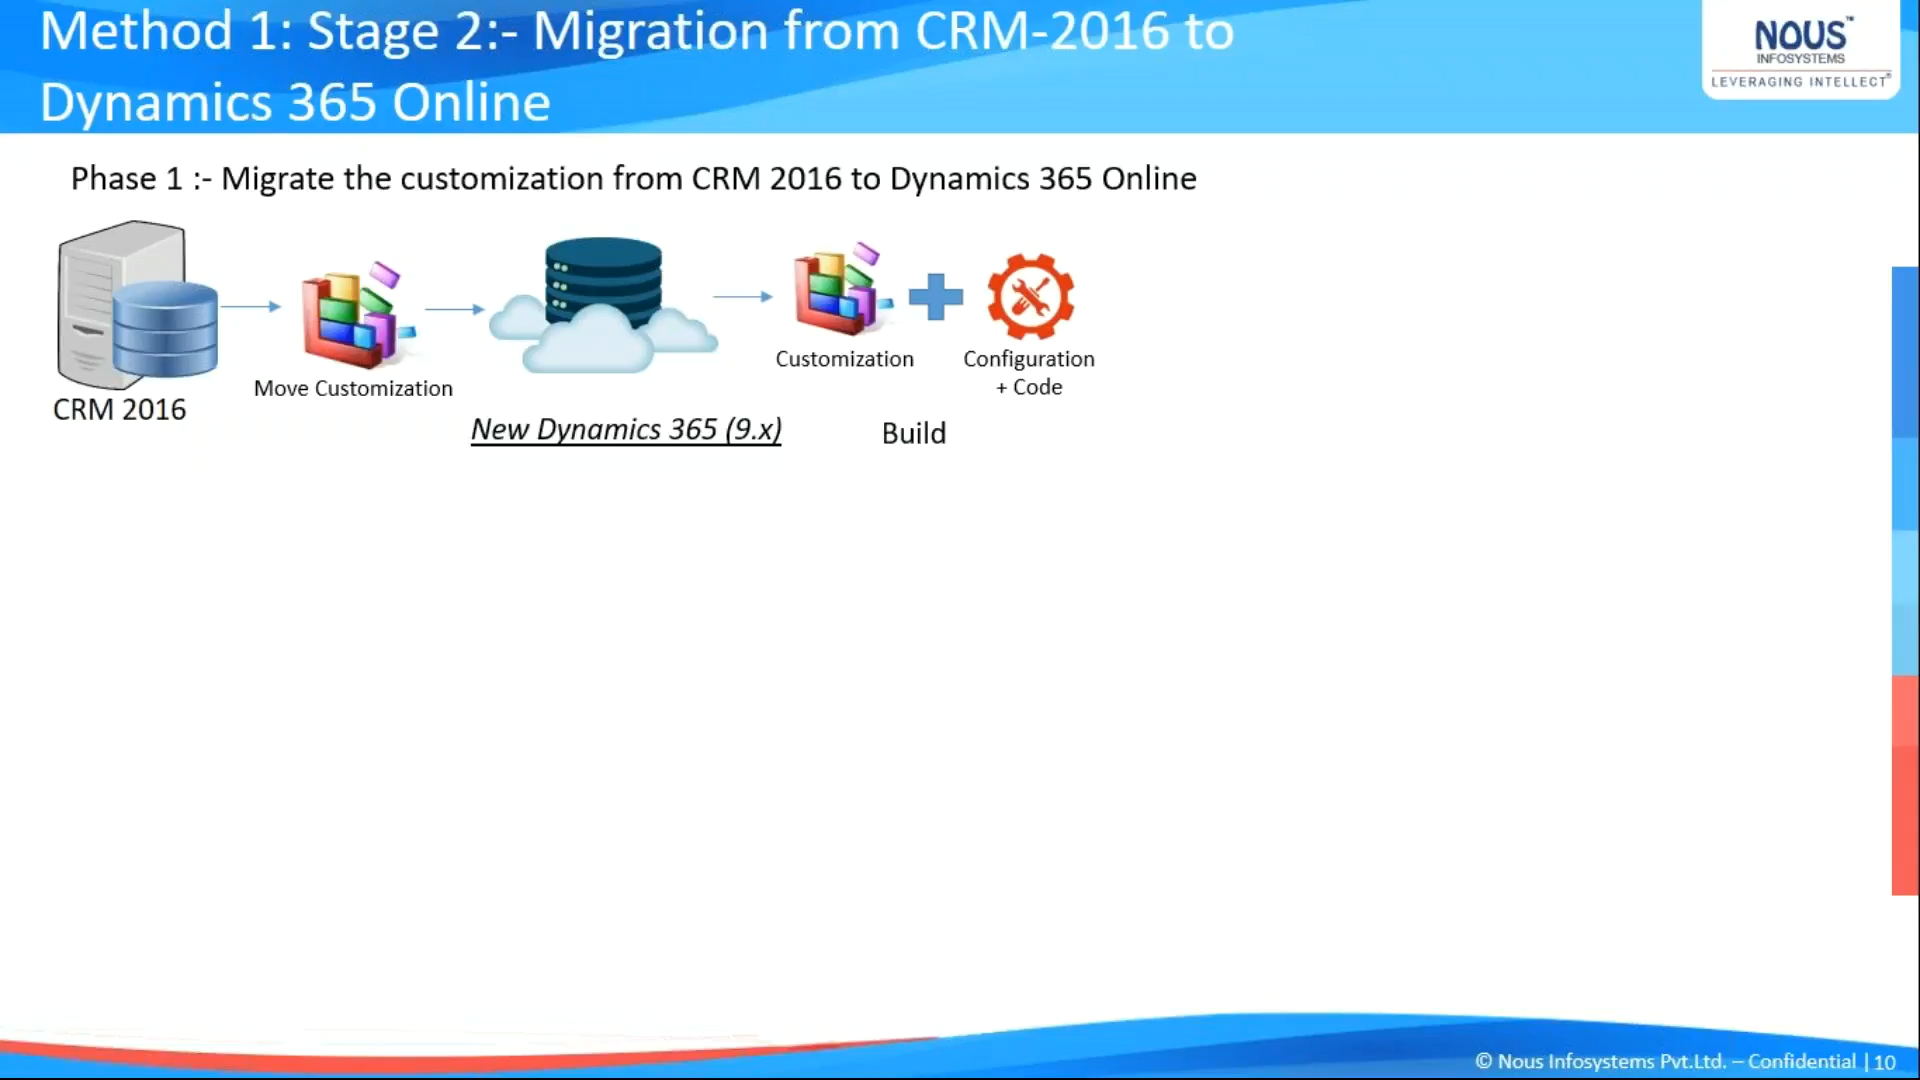 Method 1: Stage 2:- Migration from CRM-2016 to
Dynamics 365 Online
NOUS™
INFOSYSTEMS
LEVERAGING INTELLECT®
Phase 1 :- Migrate the customization from CRM 2016 to Dynamics 365 Online
CRM 2016
Move Customization
New Dynamics 365 (9.x)
Customization
Configuration
+ Code
Build
© Nous Infosystems Pvt.Ltd. – Confidential | 10